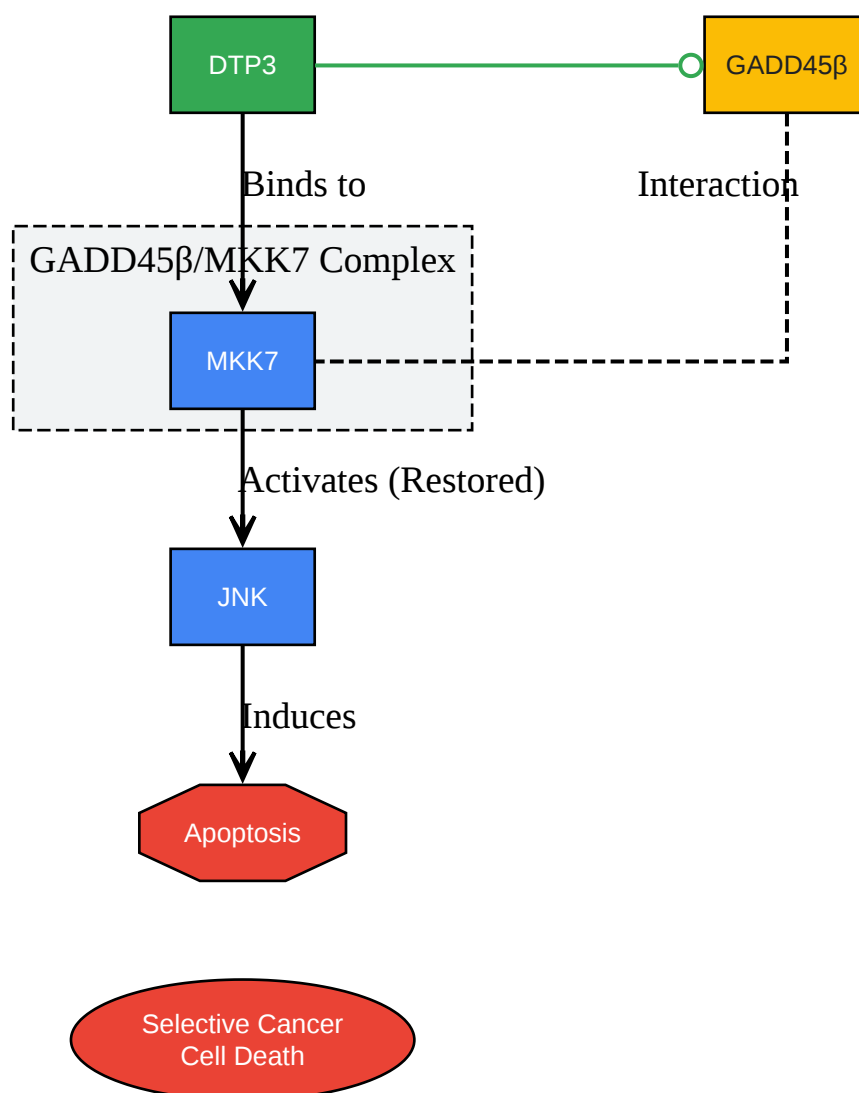 DTP3
GADD45β
Binds to
Interaction
GADD45β/MKK7 Complex
MKK7
Activates (Restored)
JNK
Induces
Apoptosis
Selective Cancer
Cell Death